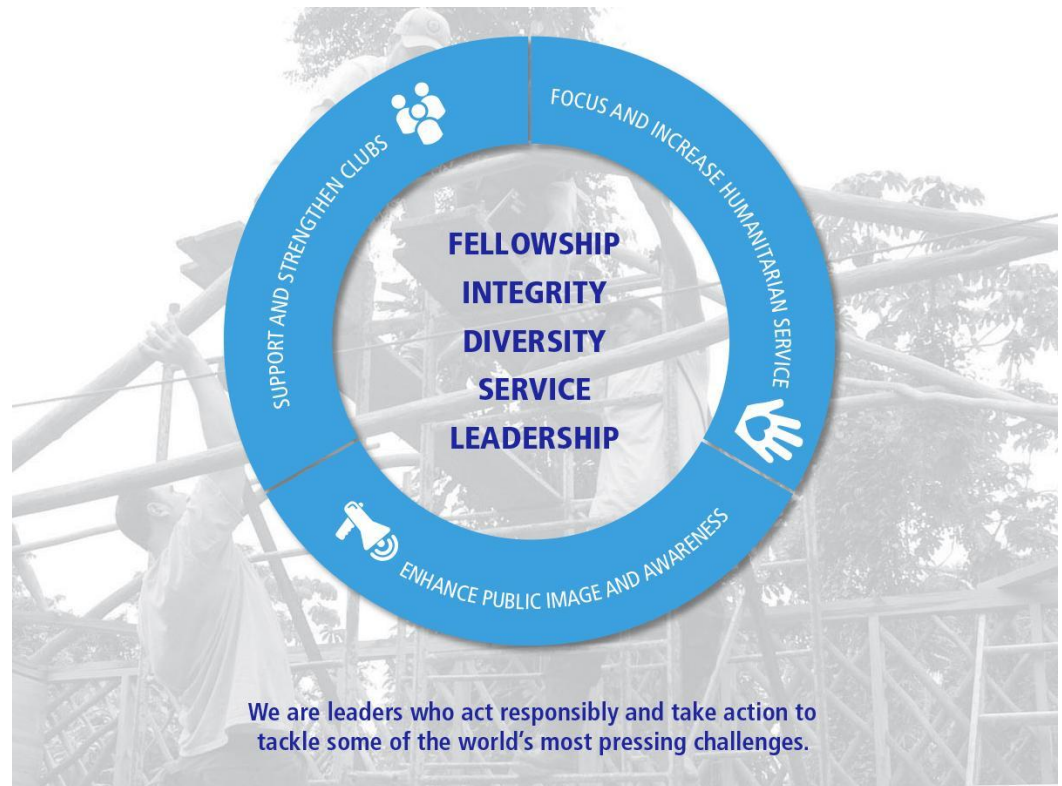 SUPPORT AND STRENGTHEN CLUBS
FOCUS AND INCREASE HUMANITARIAN SERVICE
FELLOWSHIP
INTEGRITY
DIVERSITY
SERVICE
LEADERSHIP
ENHANCE PUBLIC IMAGE AND AWARENESS
We are leaders who act responsibly and take action to
tackle some of the world’s most pressing challenges.